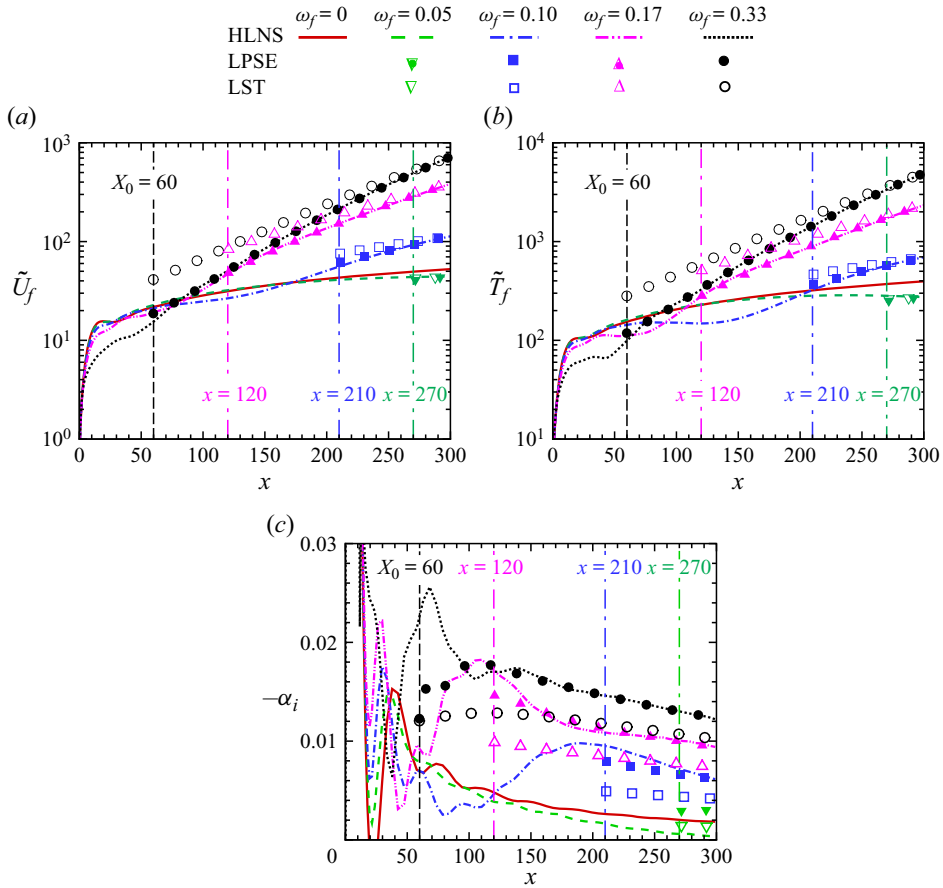 ω_f = 0 ω_f = 0.05 ω_f = 0.10 ω_f = 0.17 ω_f = 0.33
HLNS
LPSE
LST
(a) (b)
10^3 10^4
X_0 = 60 X_0 = 60
10^2 10^3
Ũ_f T̃_f
10^1 10^2
x = 120 x = 210 x = 270 x = 120 x = 210 x = 270
10^0 10^1
0 50 100 150 200 250 300 0 50 100 150 200 250 300
x x
(c)
0.03
X_0 = 60 x = 120 x = 210 x = 270
0.02
−α_i
0.01
0 50 100 150 200 250 300
x